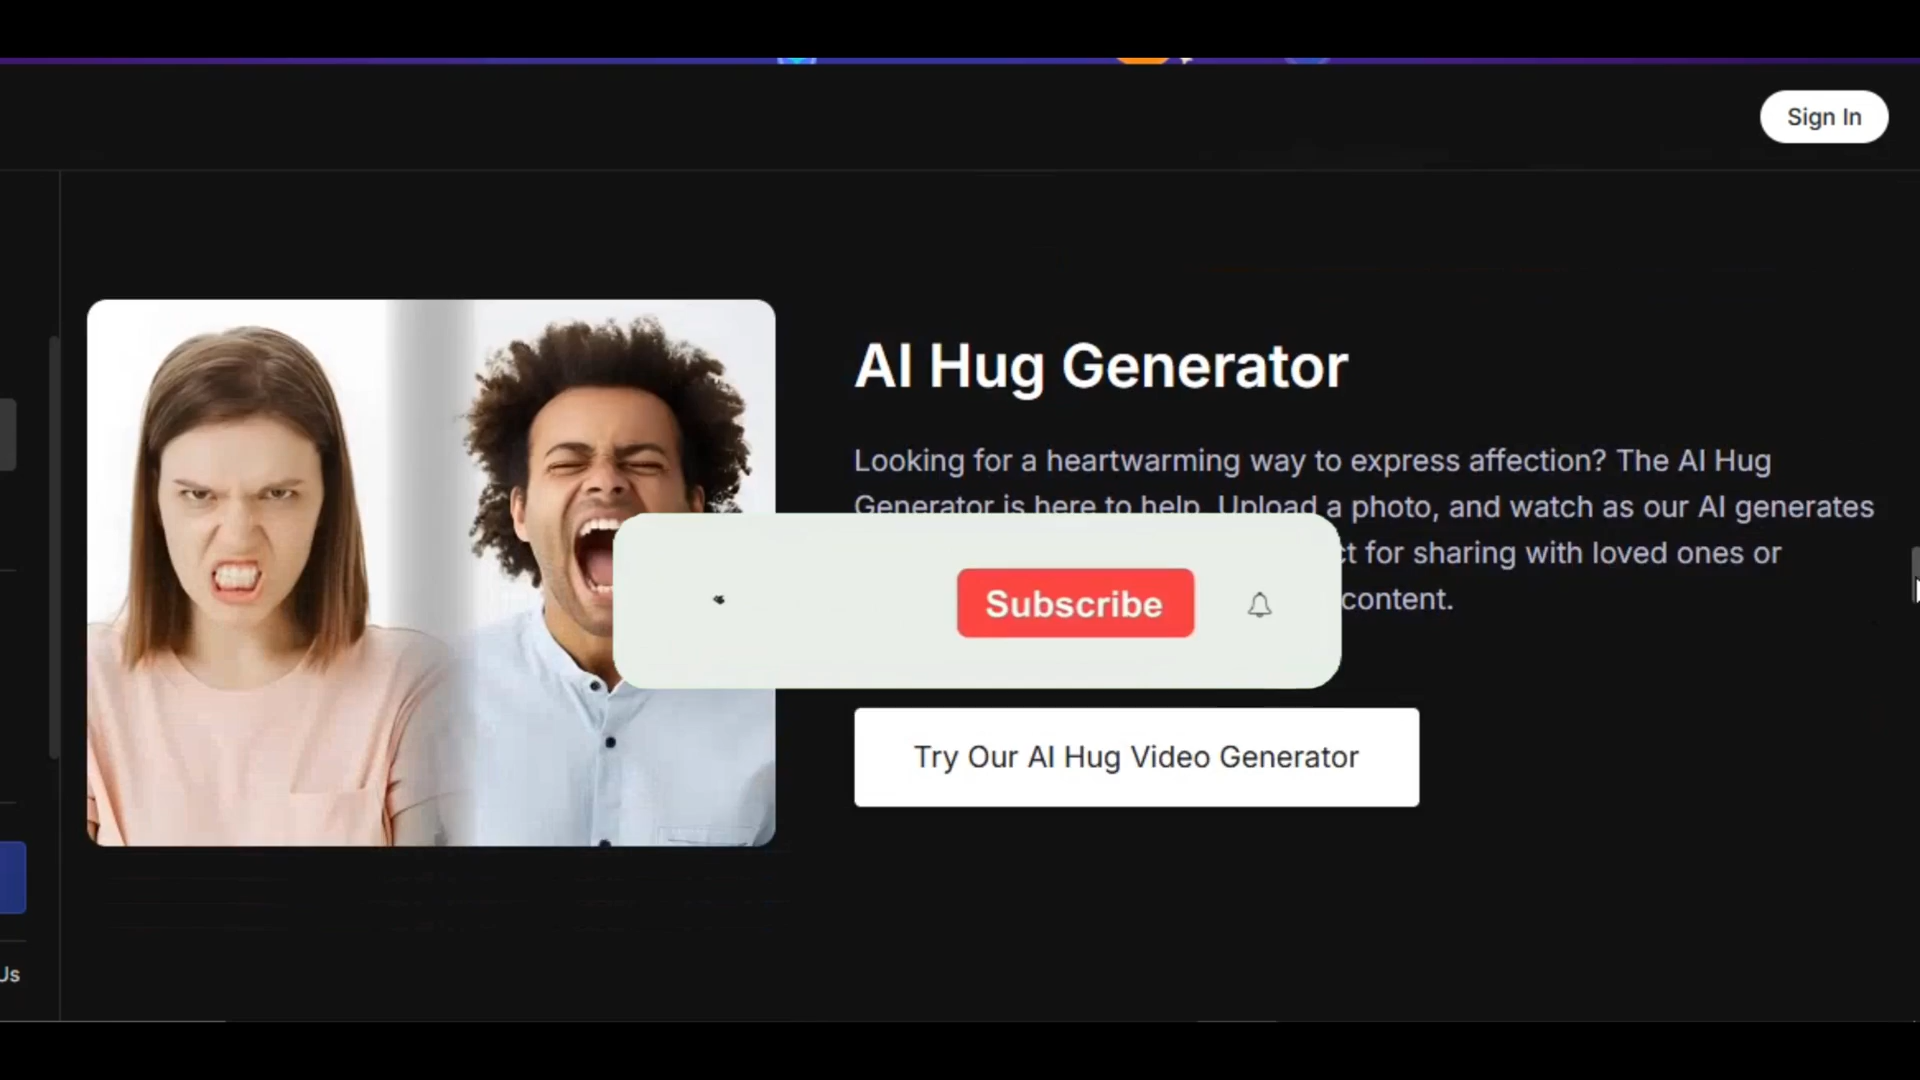 Sign In
AI Hug Generator
Looking for a heartwarming way to express affection? The AI Hug
Generator is here to help. Upload a photo, and watch as our AI generates
for sharing with loved ones or
content.
Subscribe
Try Our AI Hug Video Generator
Us